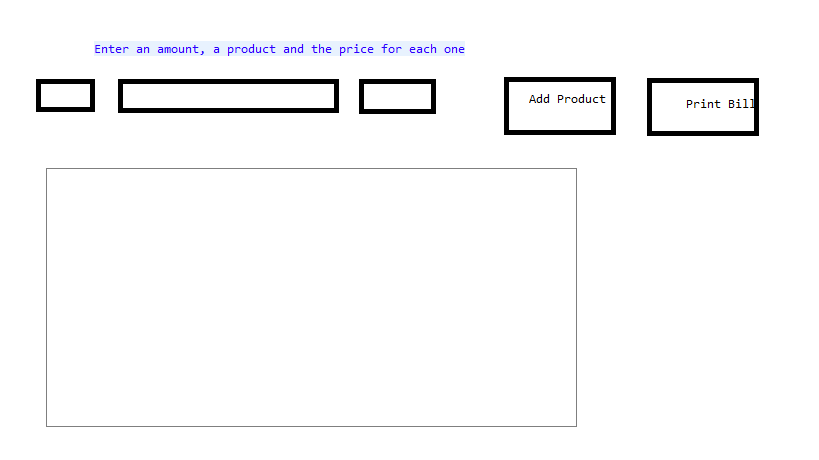 Enter an amount, a product and the price for each one
Add Product
Print Bill